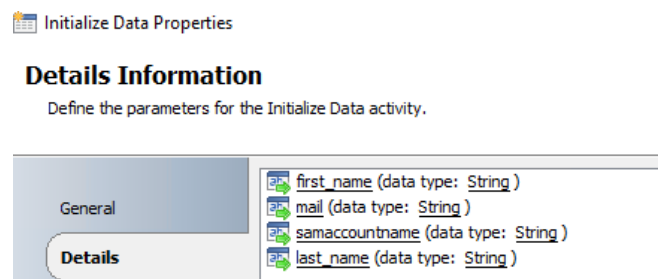 Initialize Data Properties
Details Information
Define the parameters for the Initialize Data activity.
General
Details
first_name (data type: String )
mail (data type: String )
samaccountname (data type: String )
last_name (data type: String )